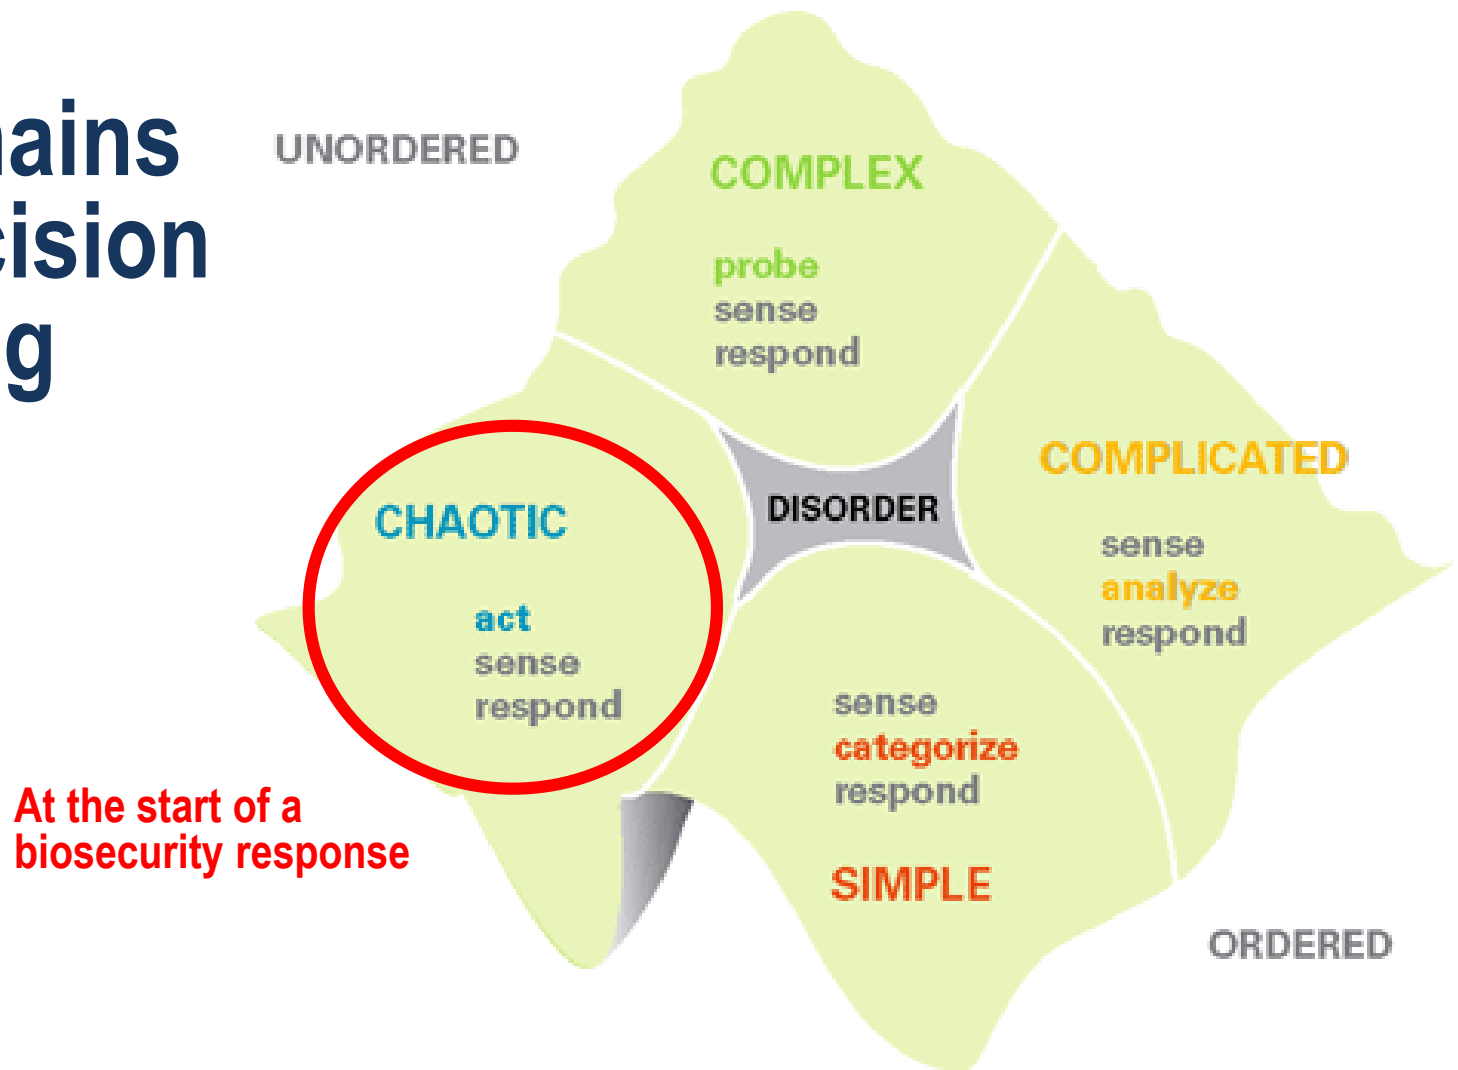 mains
cision
g
UNORDERED
COMPLEX
probe
sense
respond
COMPLICATED
sense
analyze
respond
DISORDER
CHAOTIC
act
sense
respond
sense
categorize
respond
SIMPLE
At the start of a
biosecurity response
ORDERED